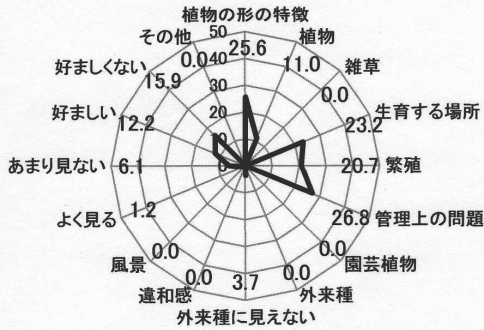 植物の形の特徴
その他
50
植物
40
25.6
0.0
11.0
好ましくない
雑草
30
15.9
0.0
20
好ましい
生育する場所
12.2
23.2
10
あまり見ない
6.1
0
20.7
繁殖
1.2
26.8
よく見る
管理上の問題
0.0
0.0
風景
園芸植物
0.0
3.7
0.0
違和感
外来種
外来種に見えない